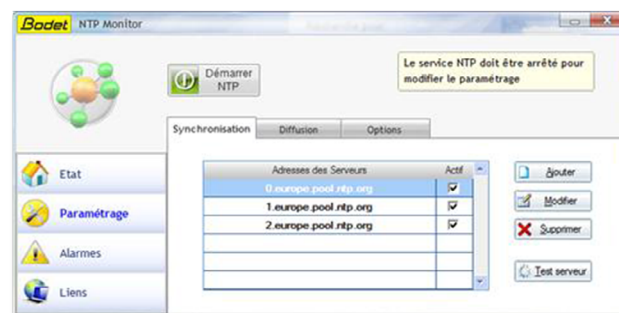 Bodet NTP Monitor
Démarrer
NTP
Le service NTP doit être arrêté pour
modifier le paramétrage
Synchronisation Diffusion Options
Etat
Paramétrage
Alarmes
Liens
Adresses des Serveurs Actif
0.europe.pool.ntp.org
1.europe.pool.ntp.org
2.europe.pool.ntp.org
Ajouter
Modifier
Supprimer
Test serveur